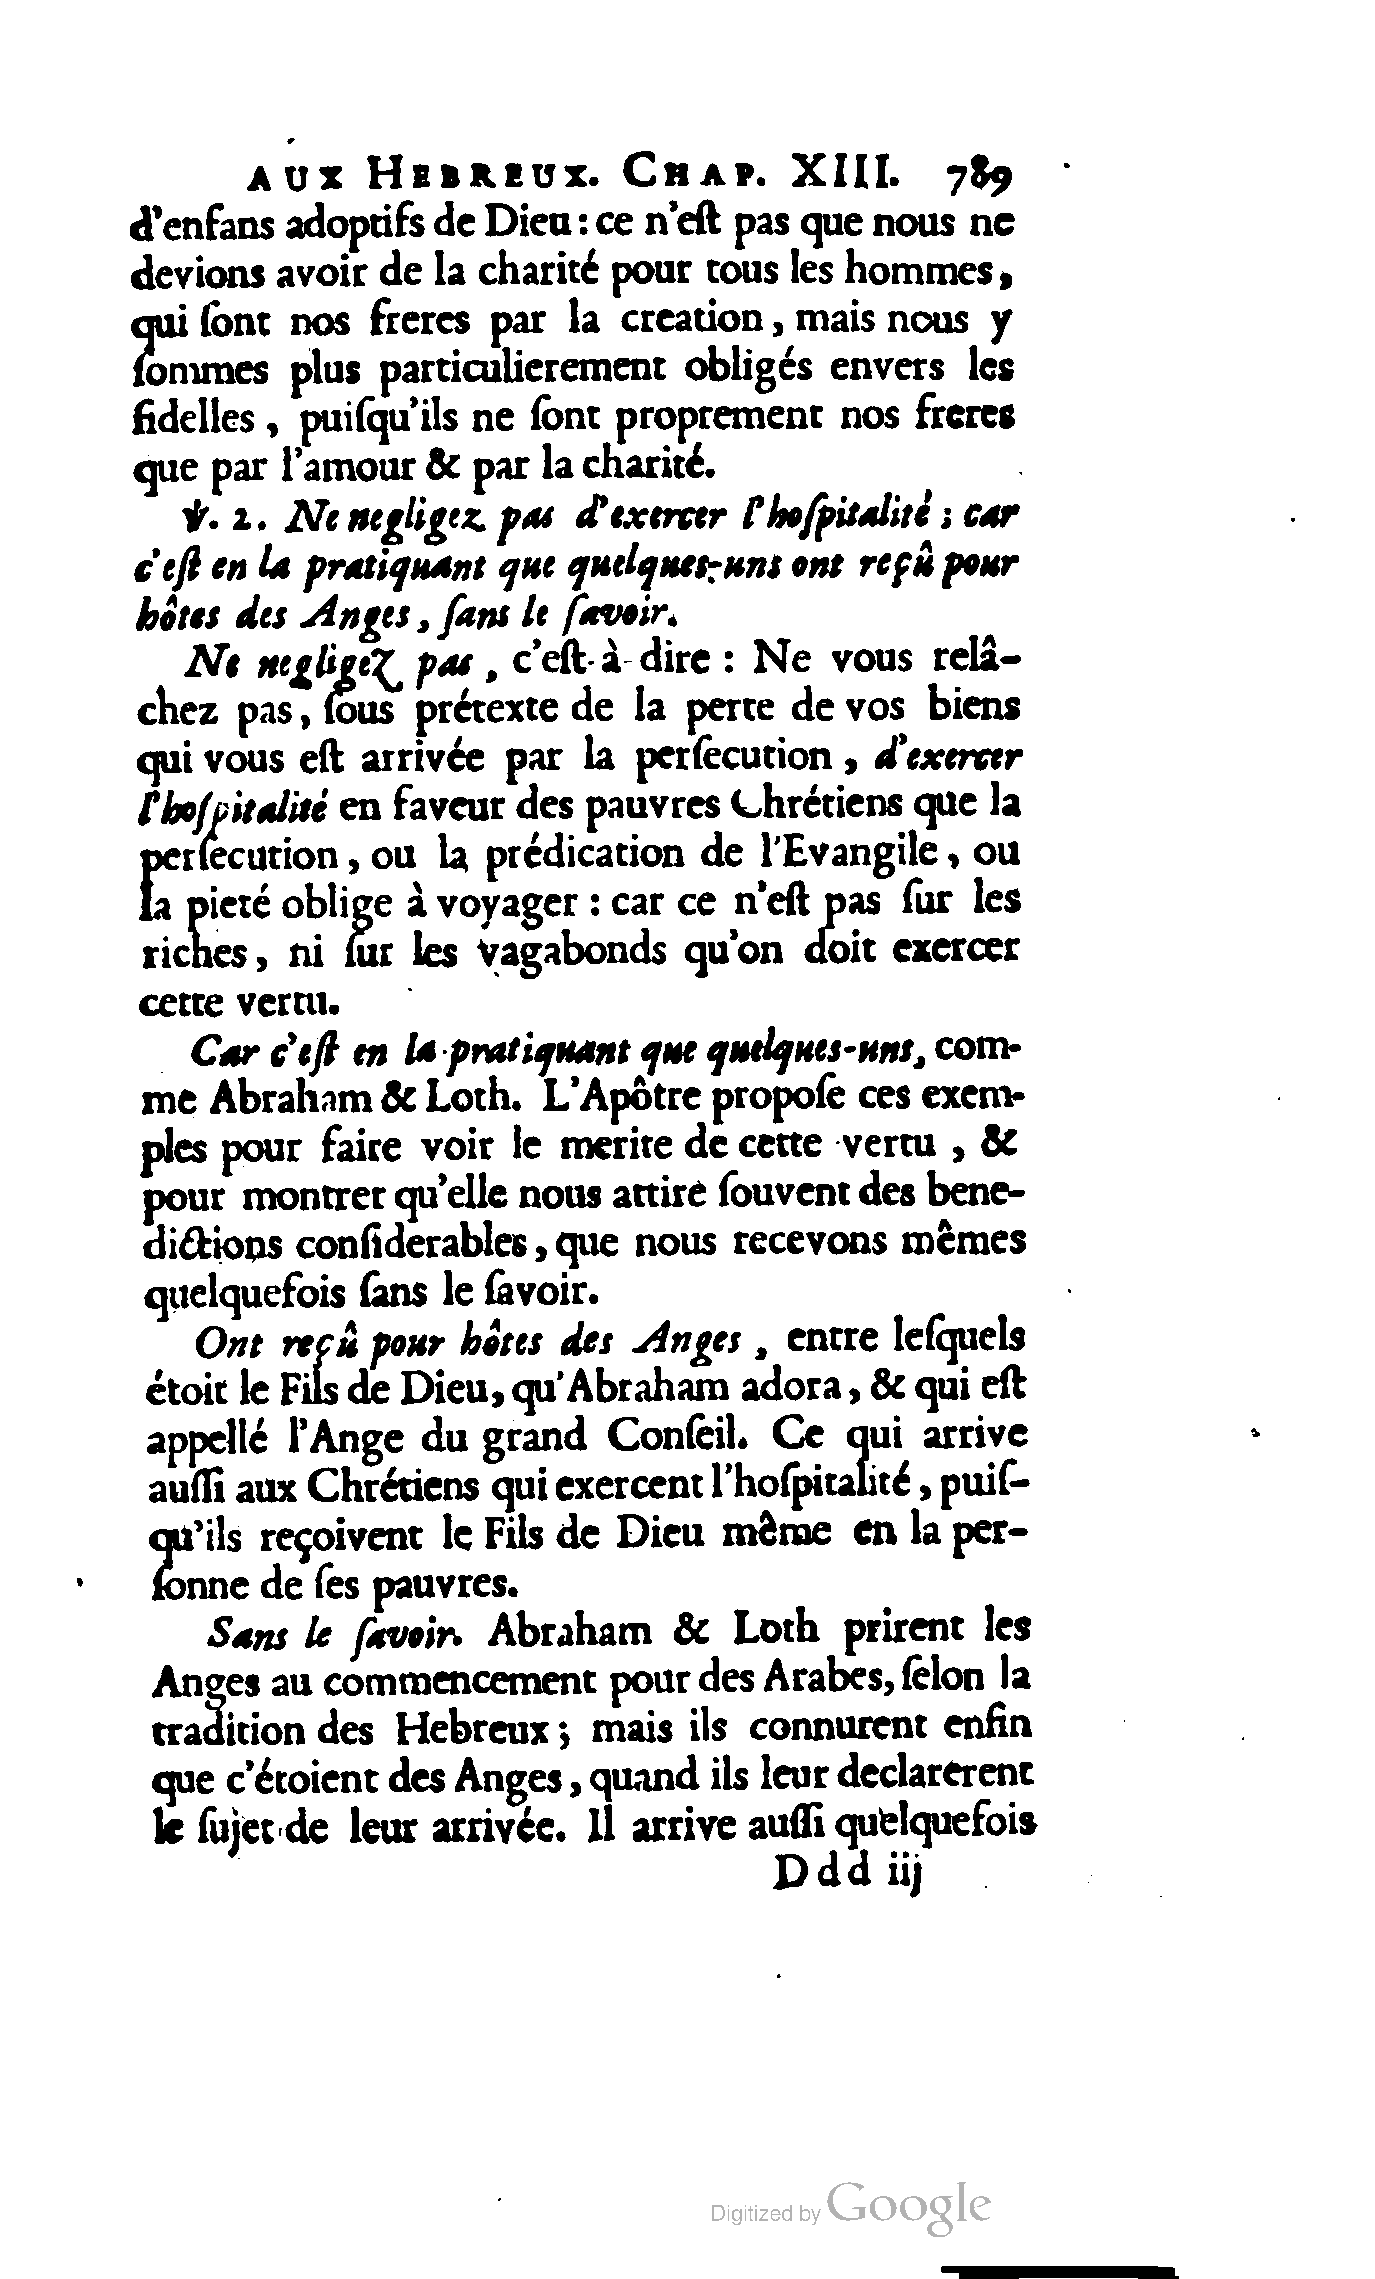 AUX HEBREUX. CHAP. XIII. 789
d'enfans adoptifs de Dieu : ce n'eſt pas que nous ne
devions avoir de la charité pour tous les hommes,
qui ſont nos freres par la creation, mais nous y
ſommes plus particulierement obligés envers les
fidelles, puiſqu'ils ne ſont proprement nos freres
que par l'amour & par la charité.
℣. 2. Ne negligez pas d'exercer l'hoſpitalité ; car
c'eſt en la pratiquant que quelques-uns ont reçû pour
hôtes des Anges, ſans le ſavoir.
Ne negligez pas, c'eſt-à-dire : Ne vous relâ-
chez pas, ſous prétexte de la perte de vos biens
qui vous eſt arrivée par la perſecution, d'exercer
l'hoſpitalité en faveur des pauvres Chrétiens que la
perſecution, ou la prédication de l'Evangile, ou
la pieté oblige à voyager : car ce n'eſt pas ſur les
riches, ni ſur les vagabonds qu'on doit exercer
cette vertu.
Car c'eſt en la pratiquant que quelques-uns, com-
me Abraham & Loth. L'Apôtre propoſe ces exem-
ples pour faire voir le merite de cette vertu, &
pour montrer qu'elle nous attire ſouvent des bene-
dictions conſiderables, que nous recevons mêmes
quelquefois ſans le ſavoir.
Ont reçû pour hôtes des Anges, entre leſquels
étoit le Fils de Dieu, qu'Abraham adora, & qui eſt
appellé l'Ange du grand Conſeil. Ce qui arrive
auſſi aux Chrétiens qui exercent l'hoſpitalité, puiſ-
qu'ils reçoivent le Fils de Dieu même en la per-
ſonne de ſes pauvres.
Sans le ſavoir. Abraham & Loth prirent les
Anges au commencement pour des Arabes, ſelon la
tradition des Hebreux ; mais ils connurent enfin
que c'étoient des Anges, quand ils leur declarerent
le ſujet de leur arrivée. Il arrive auſſi quelquefois
Ddd iij
Digitized by Google